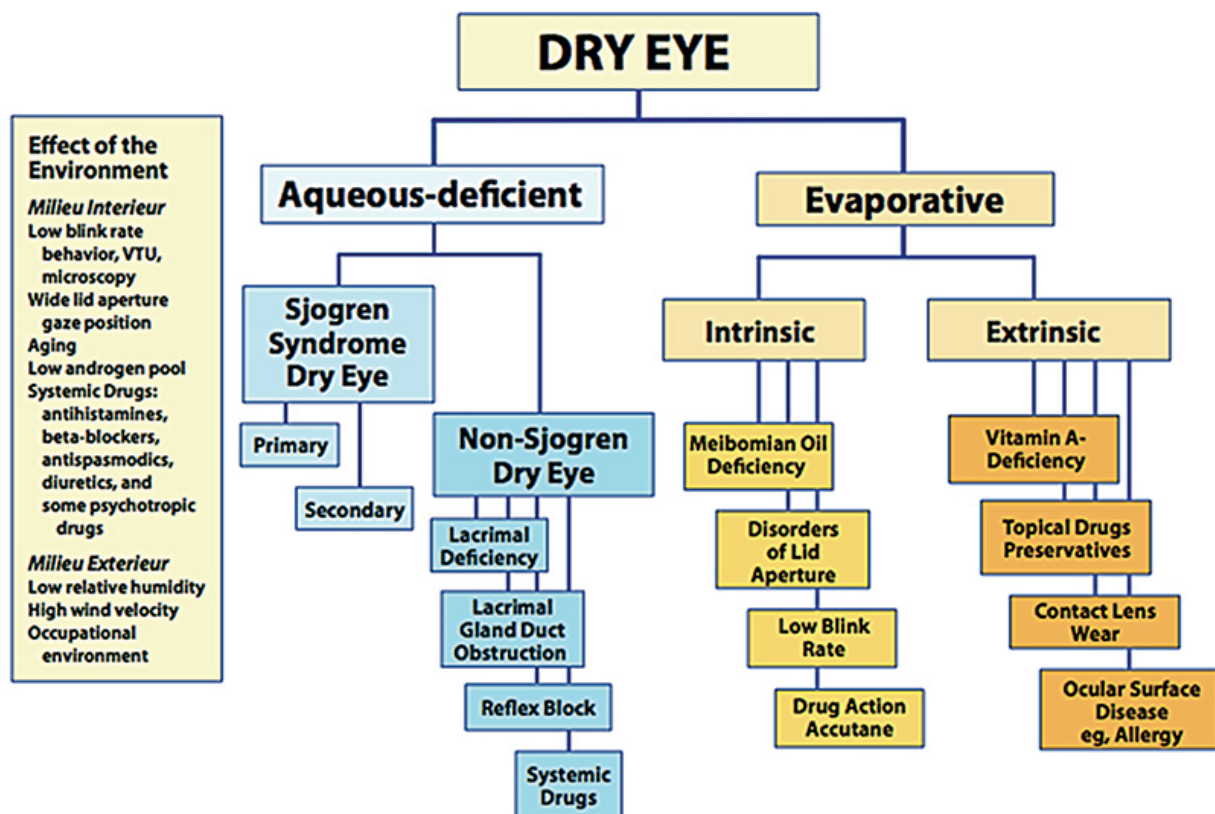 DRY EYE
Effect of the
Environment
Milieu Interieur
Low blink rate
behavior, VTU,
microscopy
Wide lid aperture
gaze position
Aging
Low androgen pool
Systemic Drugs:
antihistamines,
beta-blockers,
antispasmodics,
diuretics, and
some psychotropic
drugs
Milieu Exterieur
Low relative humidity
High wind velocity
Occupational
environment
Aqueous-deficient
Sjogren
Syndrome
Dry Eye
Primary
Secondary
Non-Sjogren
Dry Eye
Lacrimal
Deficiency
Lacrimal
Gland Duct
Obstruction
Reflex Block
Systemic
Drugs
Evaporative
Intrinsic
Meibomian Oil
Deficiency
Disorders
of Lid
Aperture
Low Blink
Rate
Drug Action
Accutane
Extrinsic
Vitamin A-
Deficiency
Topical Drugs
Preservatives
Contact Lens
Wear
Ocular Surface
Disease
eg, Allergy